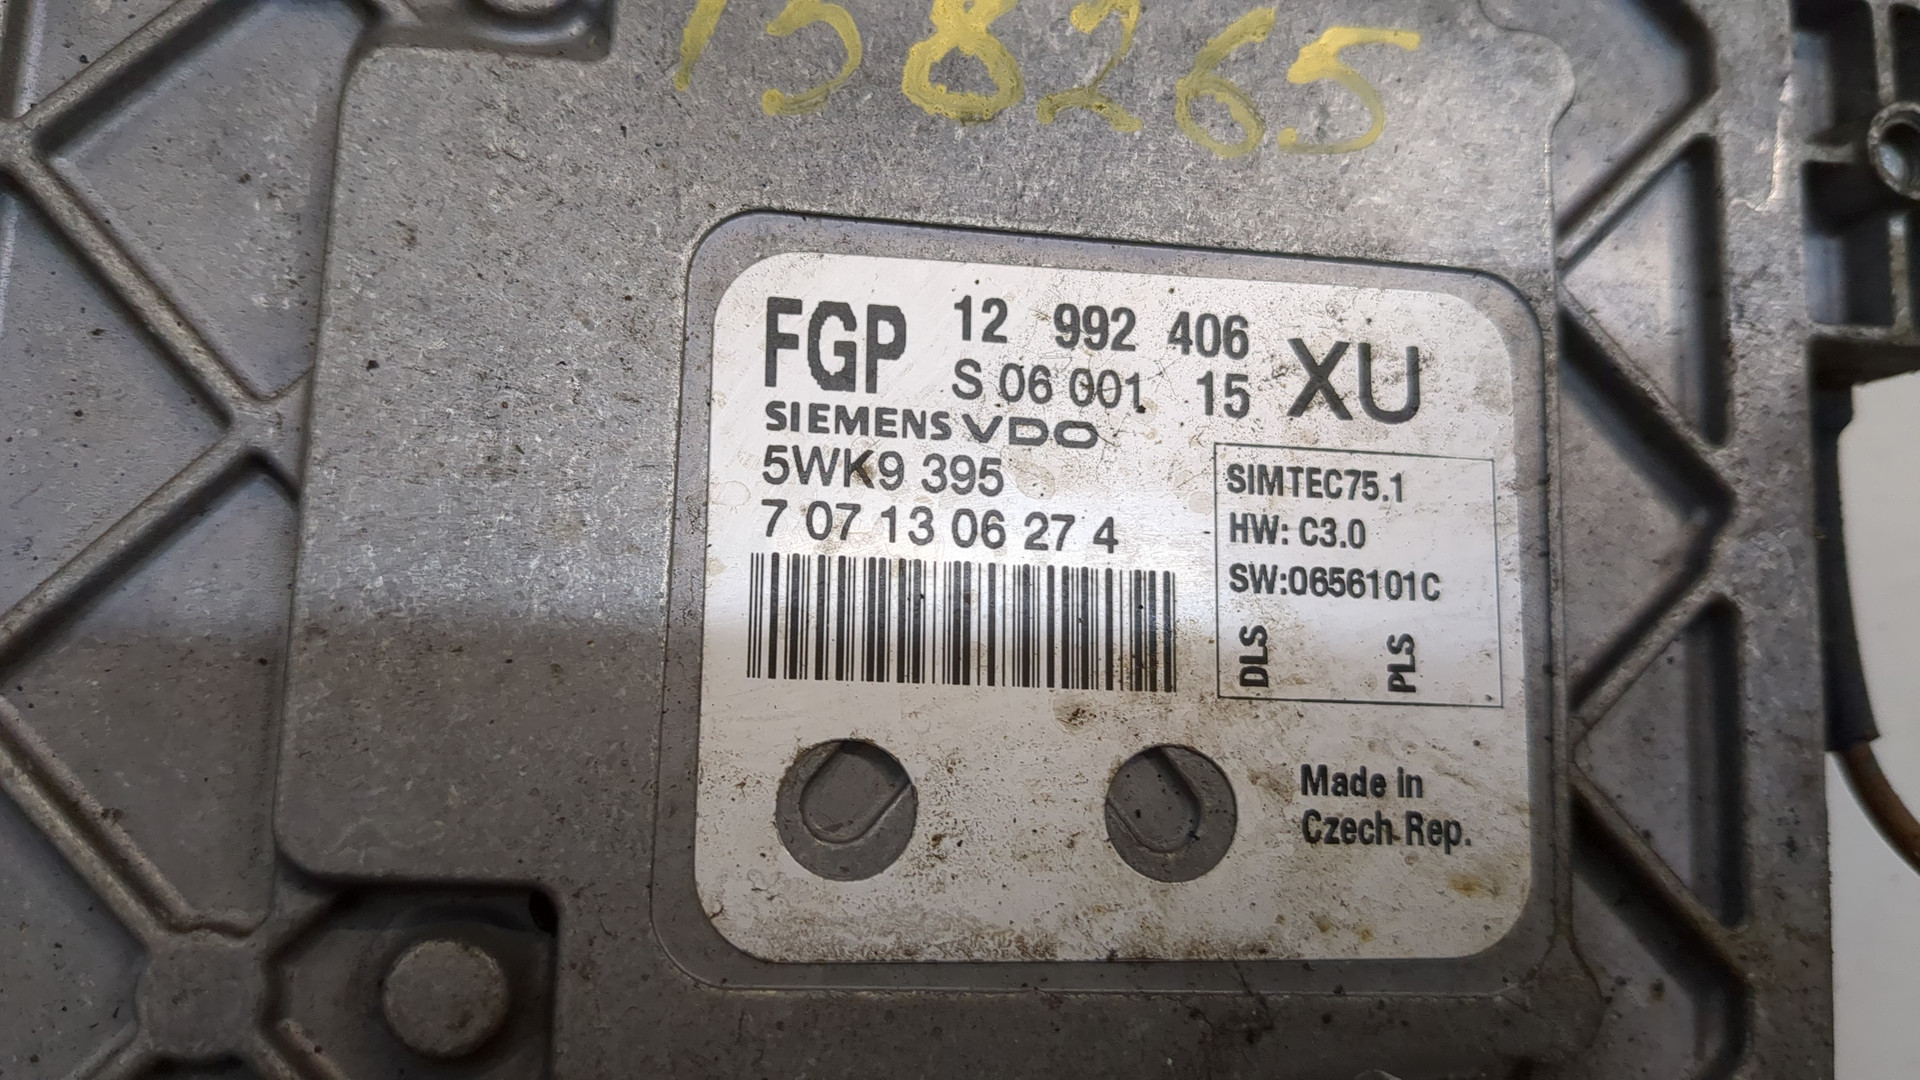 158265
FGP 12 992 406 XU
S 06 001 15
SIEMENS VDO
5WK9 395
7 07 13 06 27 4
SIMTEC75.1
HW: C3.0
SW:0656101C
DLS PLS
Made in
Czech Rep.